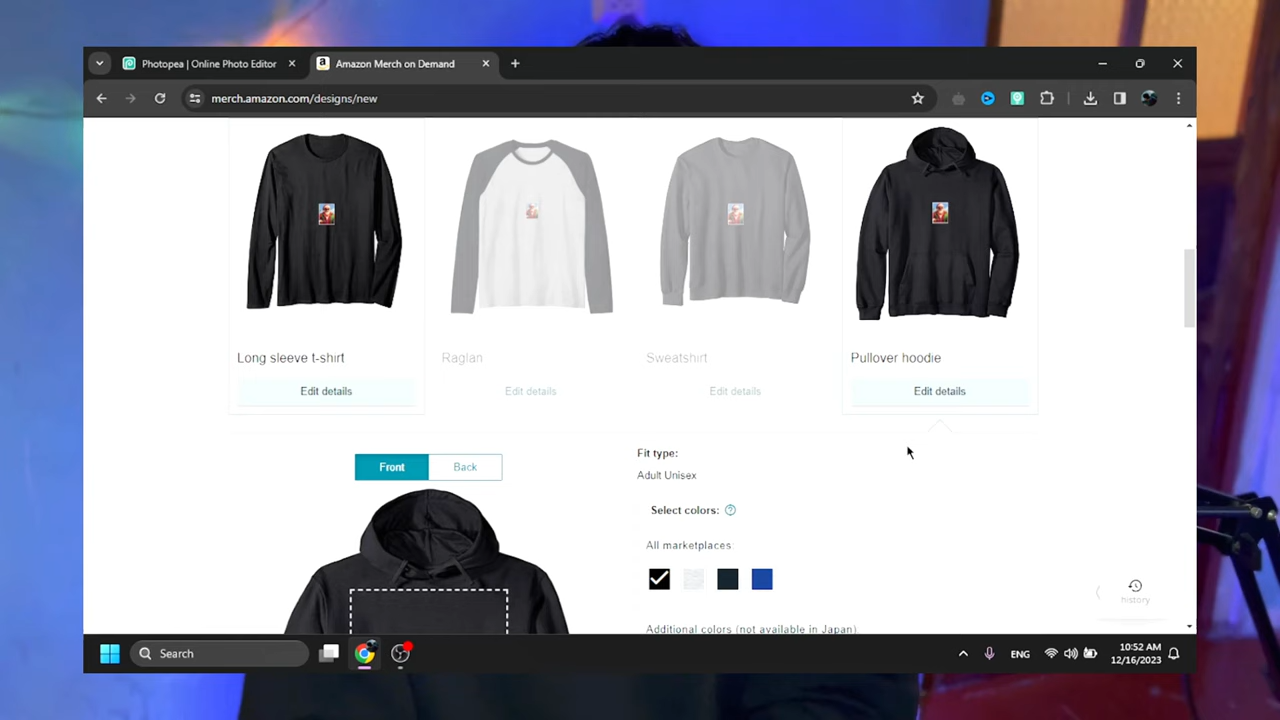 Photopea | Online Photo Editor
Amazon Merch on Demand
merch.amazon.com/designs/new
Long sleeve t-shirt
Raglan
Sweatshirt
Pullover hoodie
Edit details
Edit details
Edit details
Edit details
Front
Back
Fit type:
Adult Unisex
Select colors: ?
All marketplaces
Additional colors (not available in Japan)
history
Search
ENG
10:52 AM
12/16/2023